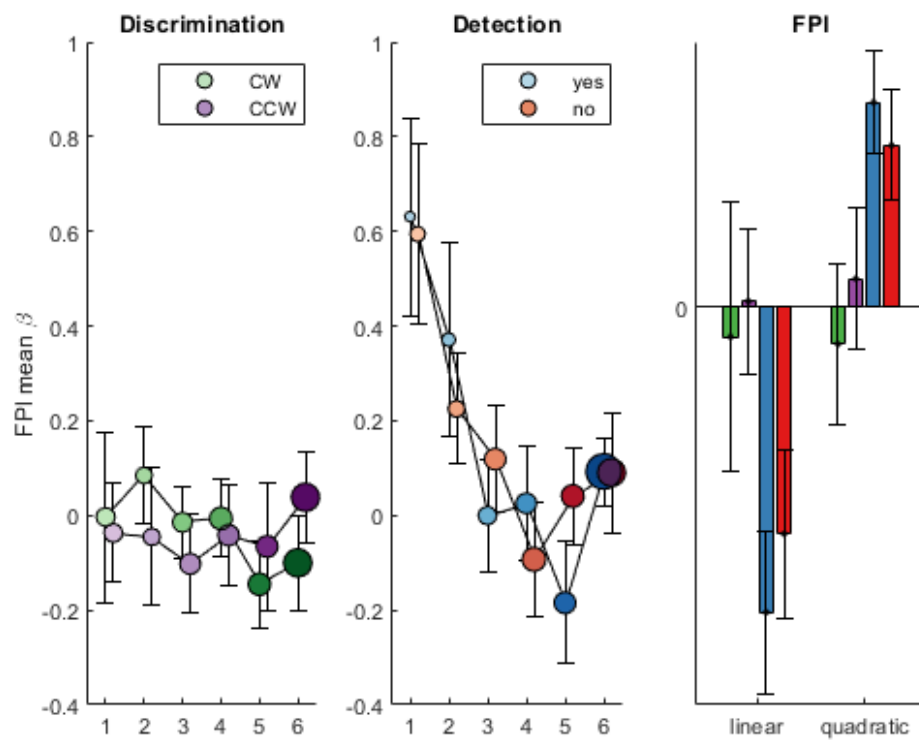 Discrimination
Detection
FPI
CW
CCW
yes
no
FPI mean β
1
0.8
0.6
0.4
0.2
0
-0.2
-0.4
1 2 3 4 5 6
1 2 3 4 5 6
0
linear quadratic